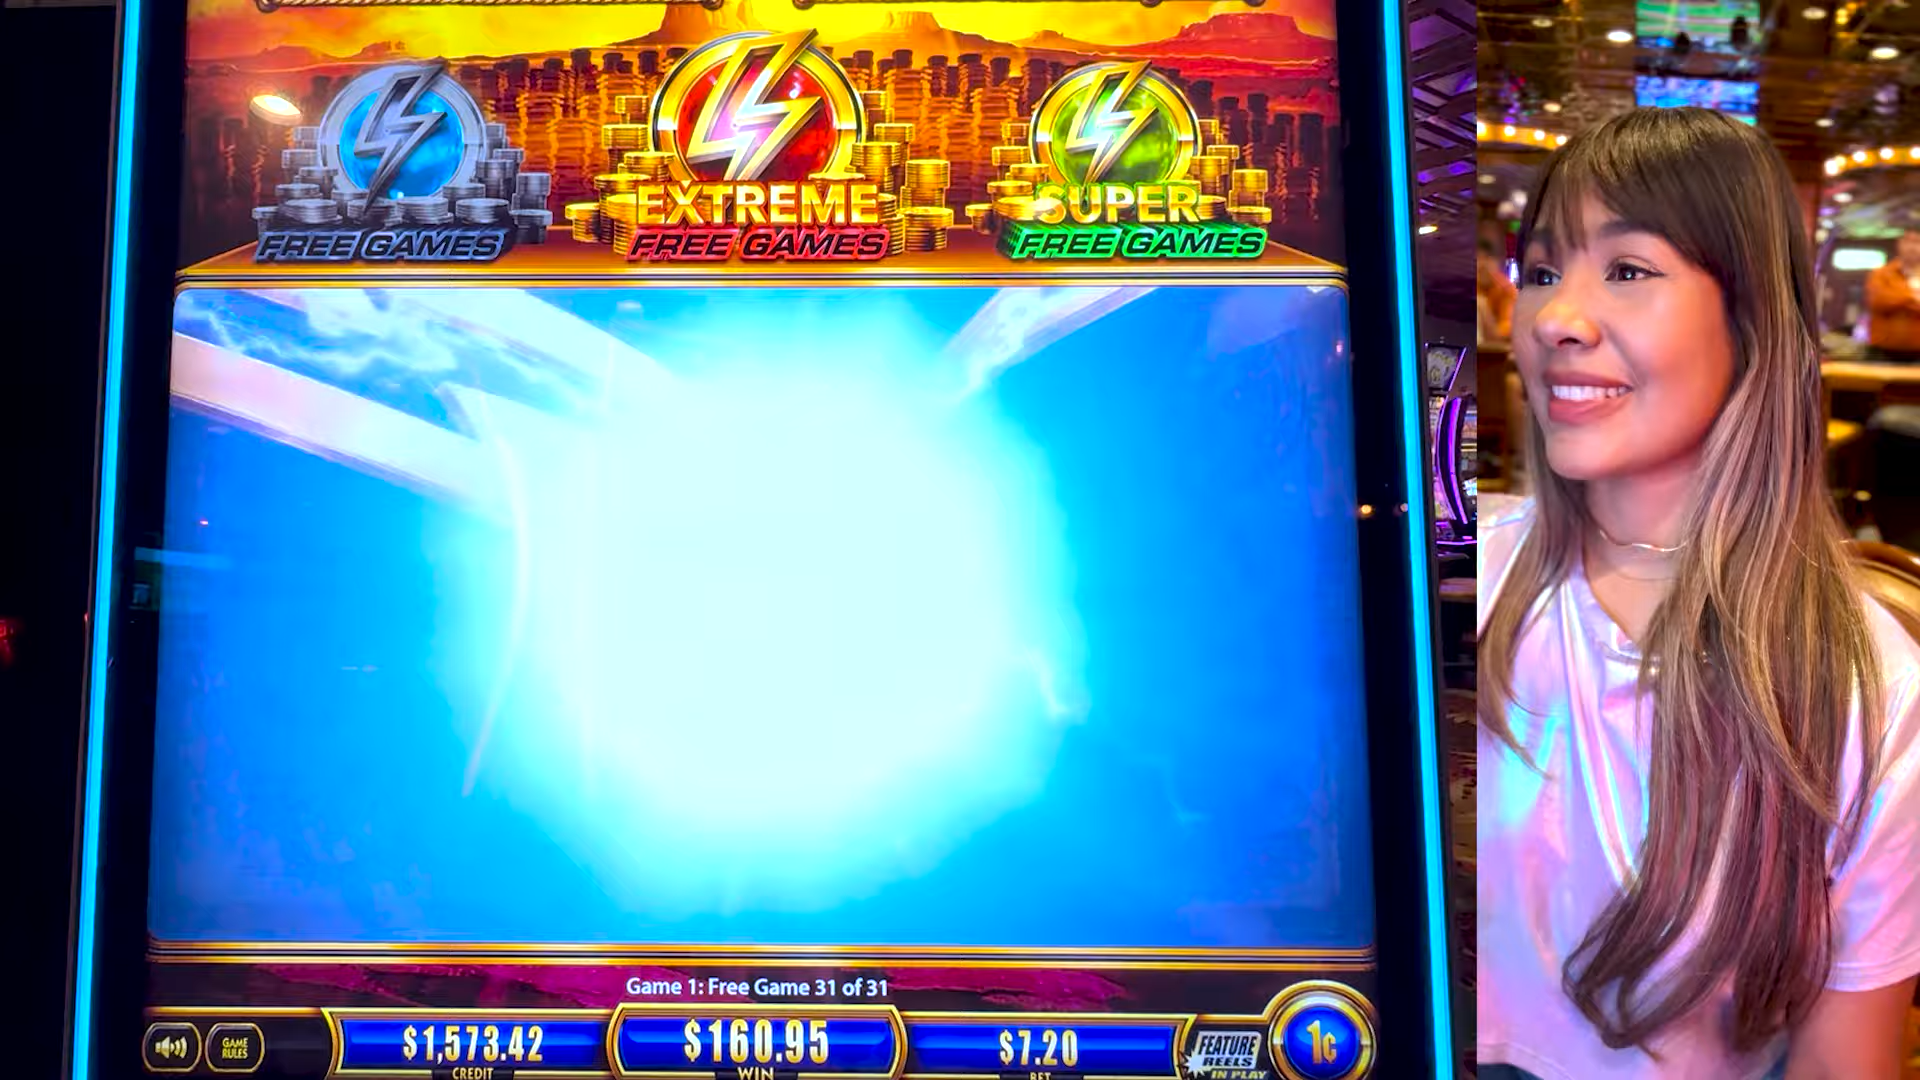 EXTREME
SUPER
FREE GAMES
FREE GAMES
FREE GAMES
Game 1: Free Game 31 of 31
GAME
RULES
$1,573.42
CREDIT
$160.95
WIN
$7.20
BET
FEATURE
REELS
IN PLAY
1¢